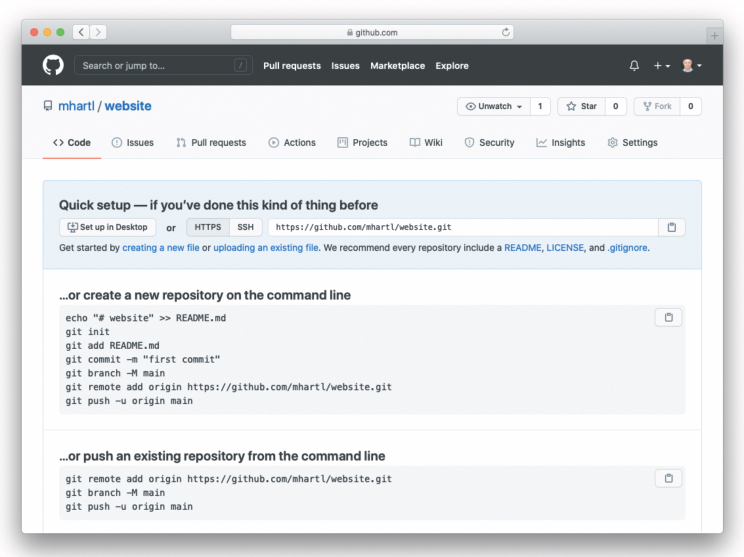 github.com
Search or jump to... /
Pull requests Issues Marketplace Explore
mhartl / website
Unwatch 1 Star 0 Fork 0
<> Code Issues Pull requests Actions Projects Wiki Security Insights Settings
Quick setup — if you’ve done this kind of thing before
Set up in Desktop or HTTPS SSH https://github.com/mhartl/website.git
Get started by creating a new file or uploading an existing file. We recommend every repository include a README, LICENSE, and .gitignore.
...or create a new repository on the command line
echo "# website" >> README.md
git init
git add README.md
git commit -m "first commit"
git branch -M main
git remote add origin https://github.com/mhartl/website.git
git push -u origin main
...or push an existing repository from the command line
git remote add origin https://github.com/mhartl/website.git
git branch -M main
git push -u origin main